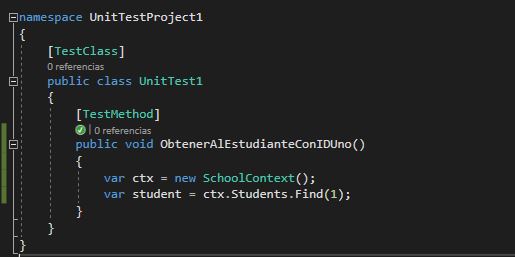 namespace UnitTestProject1
{
[TestClass]
0 referencias
public class UnitTest1
{
[TestMethod]
| 0 referencias
public void ObtenerAlEstudianteConIDUno()
{
var ctx = new SchoolContext();
var student = ctx.Students.Find(1);
}
}
}